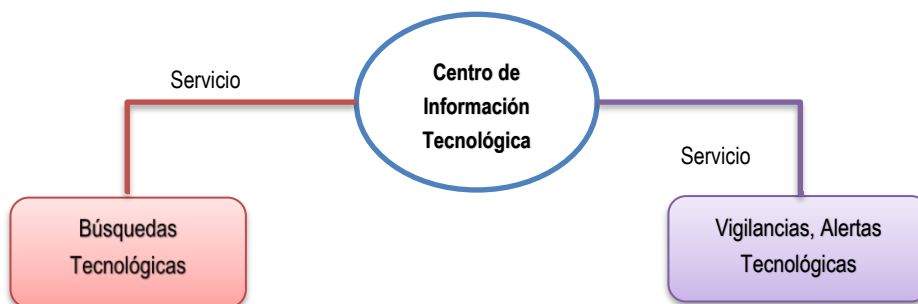 Centro de
Información
Tecnológica
Servicio
Servicio
Búsquedas
Tecnológicas
Vigilancias, Alertas
Tecnológicas